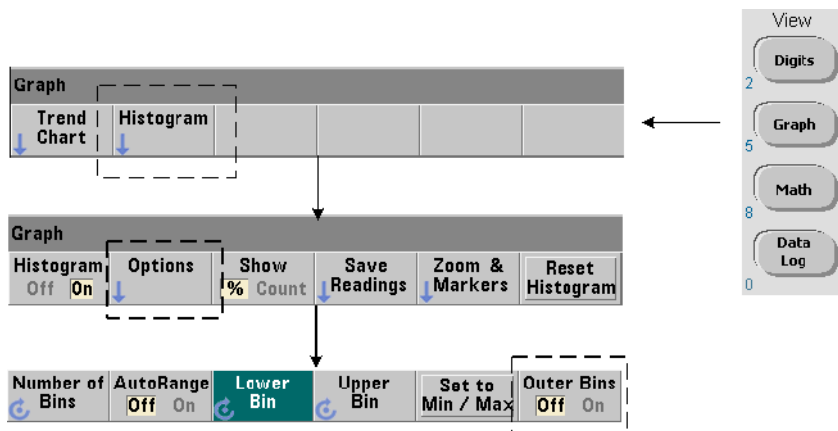 View
Digits
2
Graph
5
Math
8
Data
Log
0
Graph
Trend
Chart
Histogram
Graph
Histogram
Off On
Options
Show
% Count
Save
Readings
Zoom &
Markers
Reset
Histogram
Number of
Bins
AutoRange
Off On
Lower
Bin
Upper
Bin
Set to
Min / Max
Outer Bins
Off On